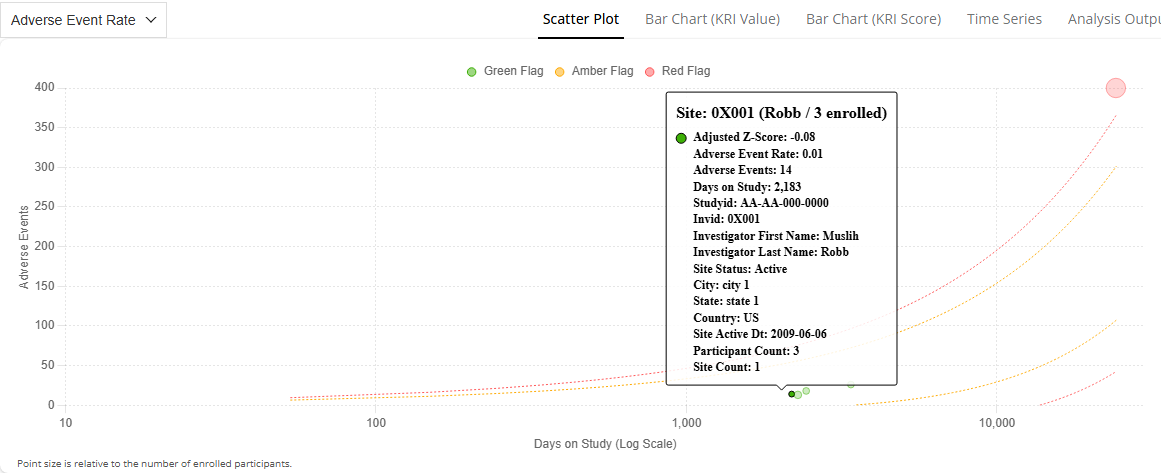 Adverse Event Rate
Scatter Plot Bar Chart (KRI Value) Bar Chart (KRI Score) Time Series Analysis Outpu
Green Flag Amber Flag Red Flag
Adverse Events
400
350
300
250
200
150
100
50
0
Site: 0X001 (Robb / 3 enrolled)
Adjusted Z-Score: -0.08
Adverse Event Rate: 0.01
Adverse Events: 14
Days on Study: 2,183
Studyid: AA-AA-000-0000
Invid: 0X001
Investigator First Name: Muslih
Investigator Last Name: Robb
Site Status: Active
City: city 1
State: state 1
Country: US
Site Active Dt: 2009-06-06
Participant Count: 3
Site Count: 1
10 100 1,000 10,000
Days on Study (Log Scale)
Point size is relative to the number of enrolled participants.